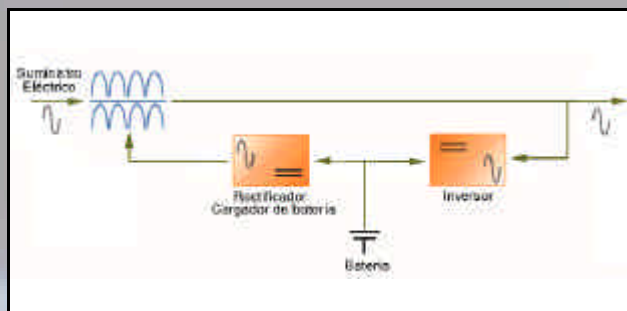 Suministro
Eléctrico
Rectificador
Cargador de batería
Inversor
Batería